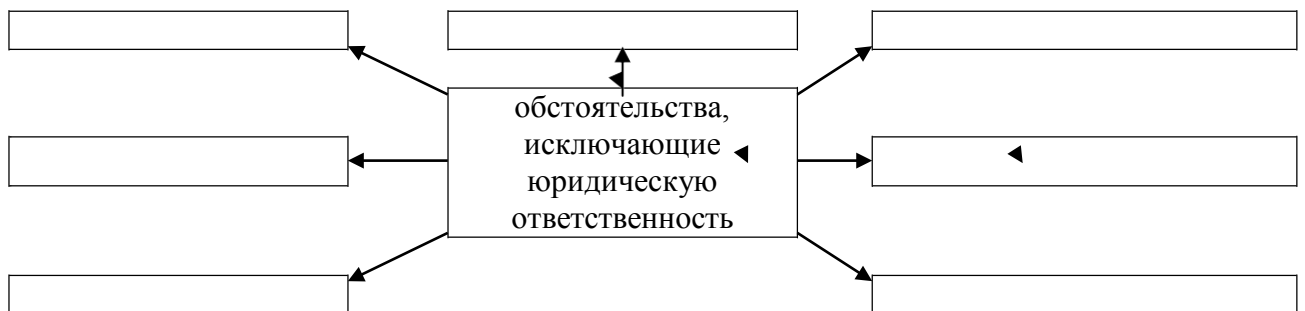 обстоятельства,
исключающие
юридическую
ответственность